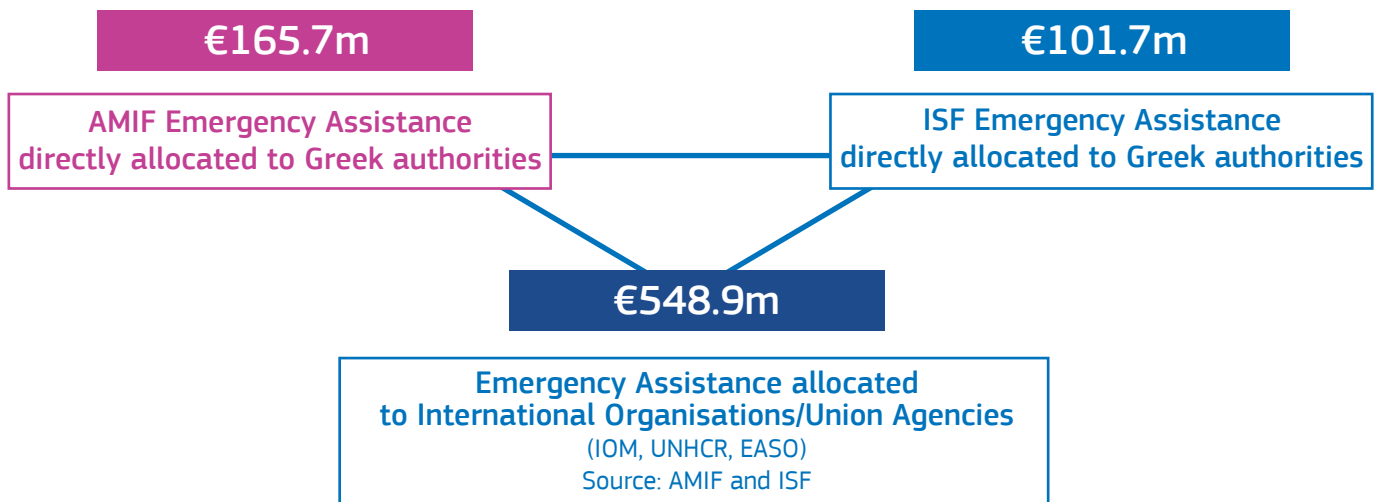 €165.7m
AMIF Emergency Assistance
directly allocated to Greek authorities
€101.7m
ISF Emergency Assistance
directly allocated to Greek authorities
€548.9m
Emergency Assistance allocated
to International Organisations/Union Agencies
(IOM, UNHCR, EASO)
Source: AMIF and ISF